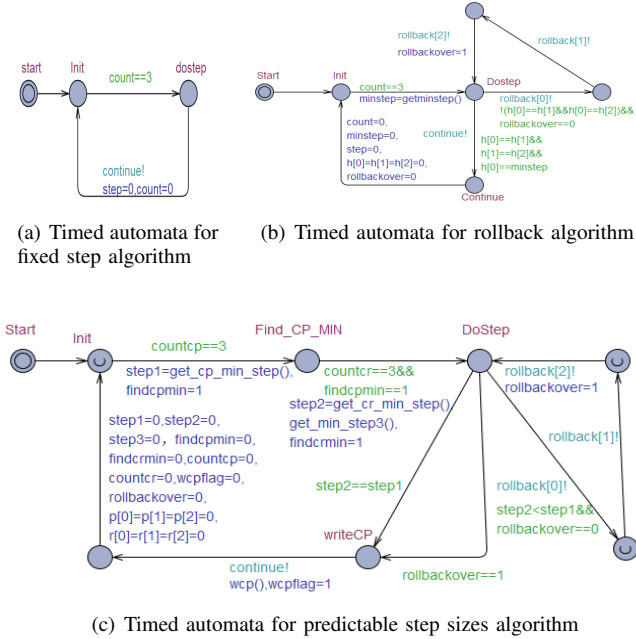 start
Init
count==3
dostep
continue!
step=0,count=0
(a) Timed automata for
fixed step algorithm
rollback[2]!
rollbackover=1
rollback[1]!
Start
Init
count==3
minstep=getminstep()
Dostep
rollback[0]!
!(h[0]==h[1]&&h[0]==h[2])&&
rollbackover==0
count=0,
minstep=0,
step=0,
h[0]=h[1]=h[2]=0,
rollbackover=0
continue!
h[0]==h[1]&&
h[1]==h[2]&&
h[0]==minstep
Continue
(b) Timed automata for rollback algorithm
Start
Init
countcp==3
step1=get_cp_min_step(),
findcpmin=1
Find_CP_MIN
countcr==3&&
findcpmin==1
step2=get_cr_min_step(),
get_min_step3(),
findcrmin=1
DoStep
rollback[2]!
rollbackover=1
rollback[1]!
rollback[0]!
step2<step1&&
rollbackover==0
step1=0,step2=0,
step3=0, findcpmin=0,
findcrmin=0,countcp=0,
countcr=0,wcpflag=0,
rollbackover=0,
p[0]=p[1]=p[2]=0,
r[0]=r[1]=r[2]=0
step2==step1
writeCP
continue!
wcp(),wcpflag=1
rollbackover==1
(c) Timed automata for predictable step sizes algorithm